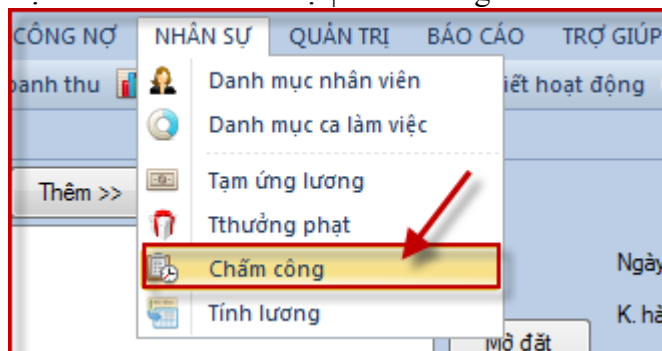 CÔNG NỢ NHÂN SỰ QUẢN TRỊ BÁO CÁO TRỢ GIÚP
oanh thu Danh mục nhân viên iết hoạt động
Danh mục ca làm việc
Thêm >> Tạm ứng lương
Tthưởng phạt
Chấm công Ngày
Tính lương K. hà
Mở đặt